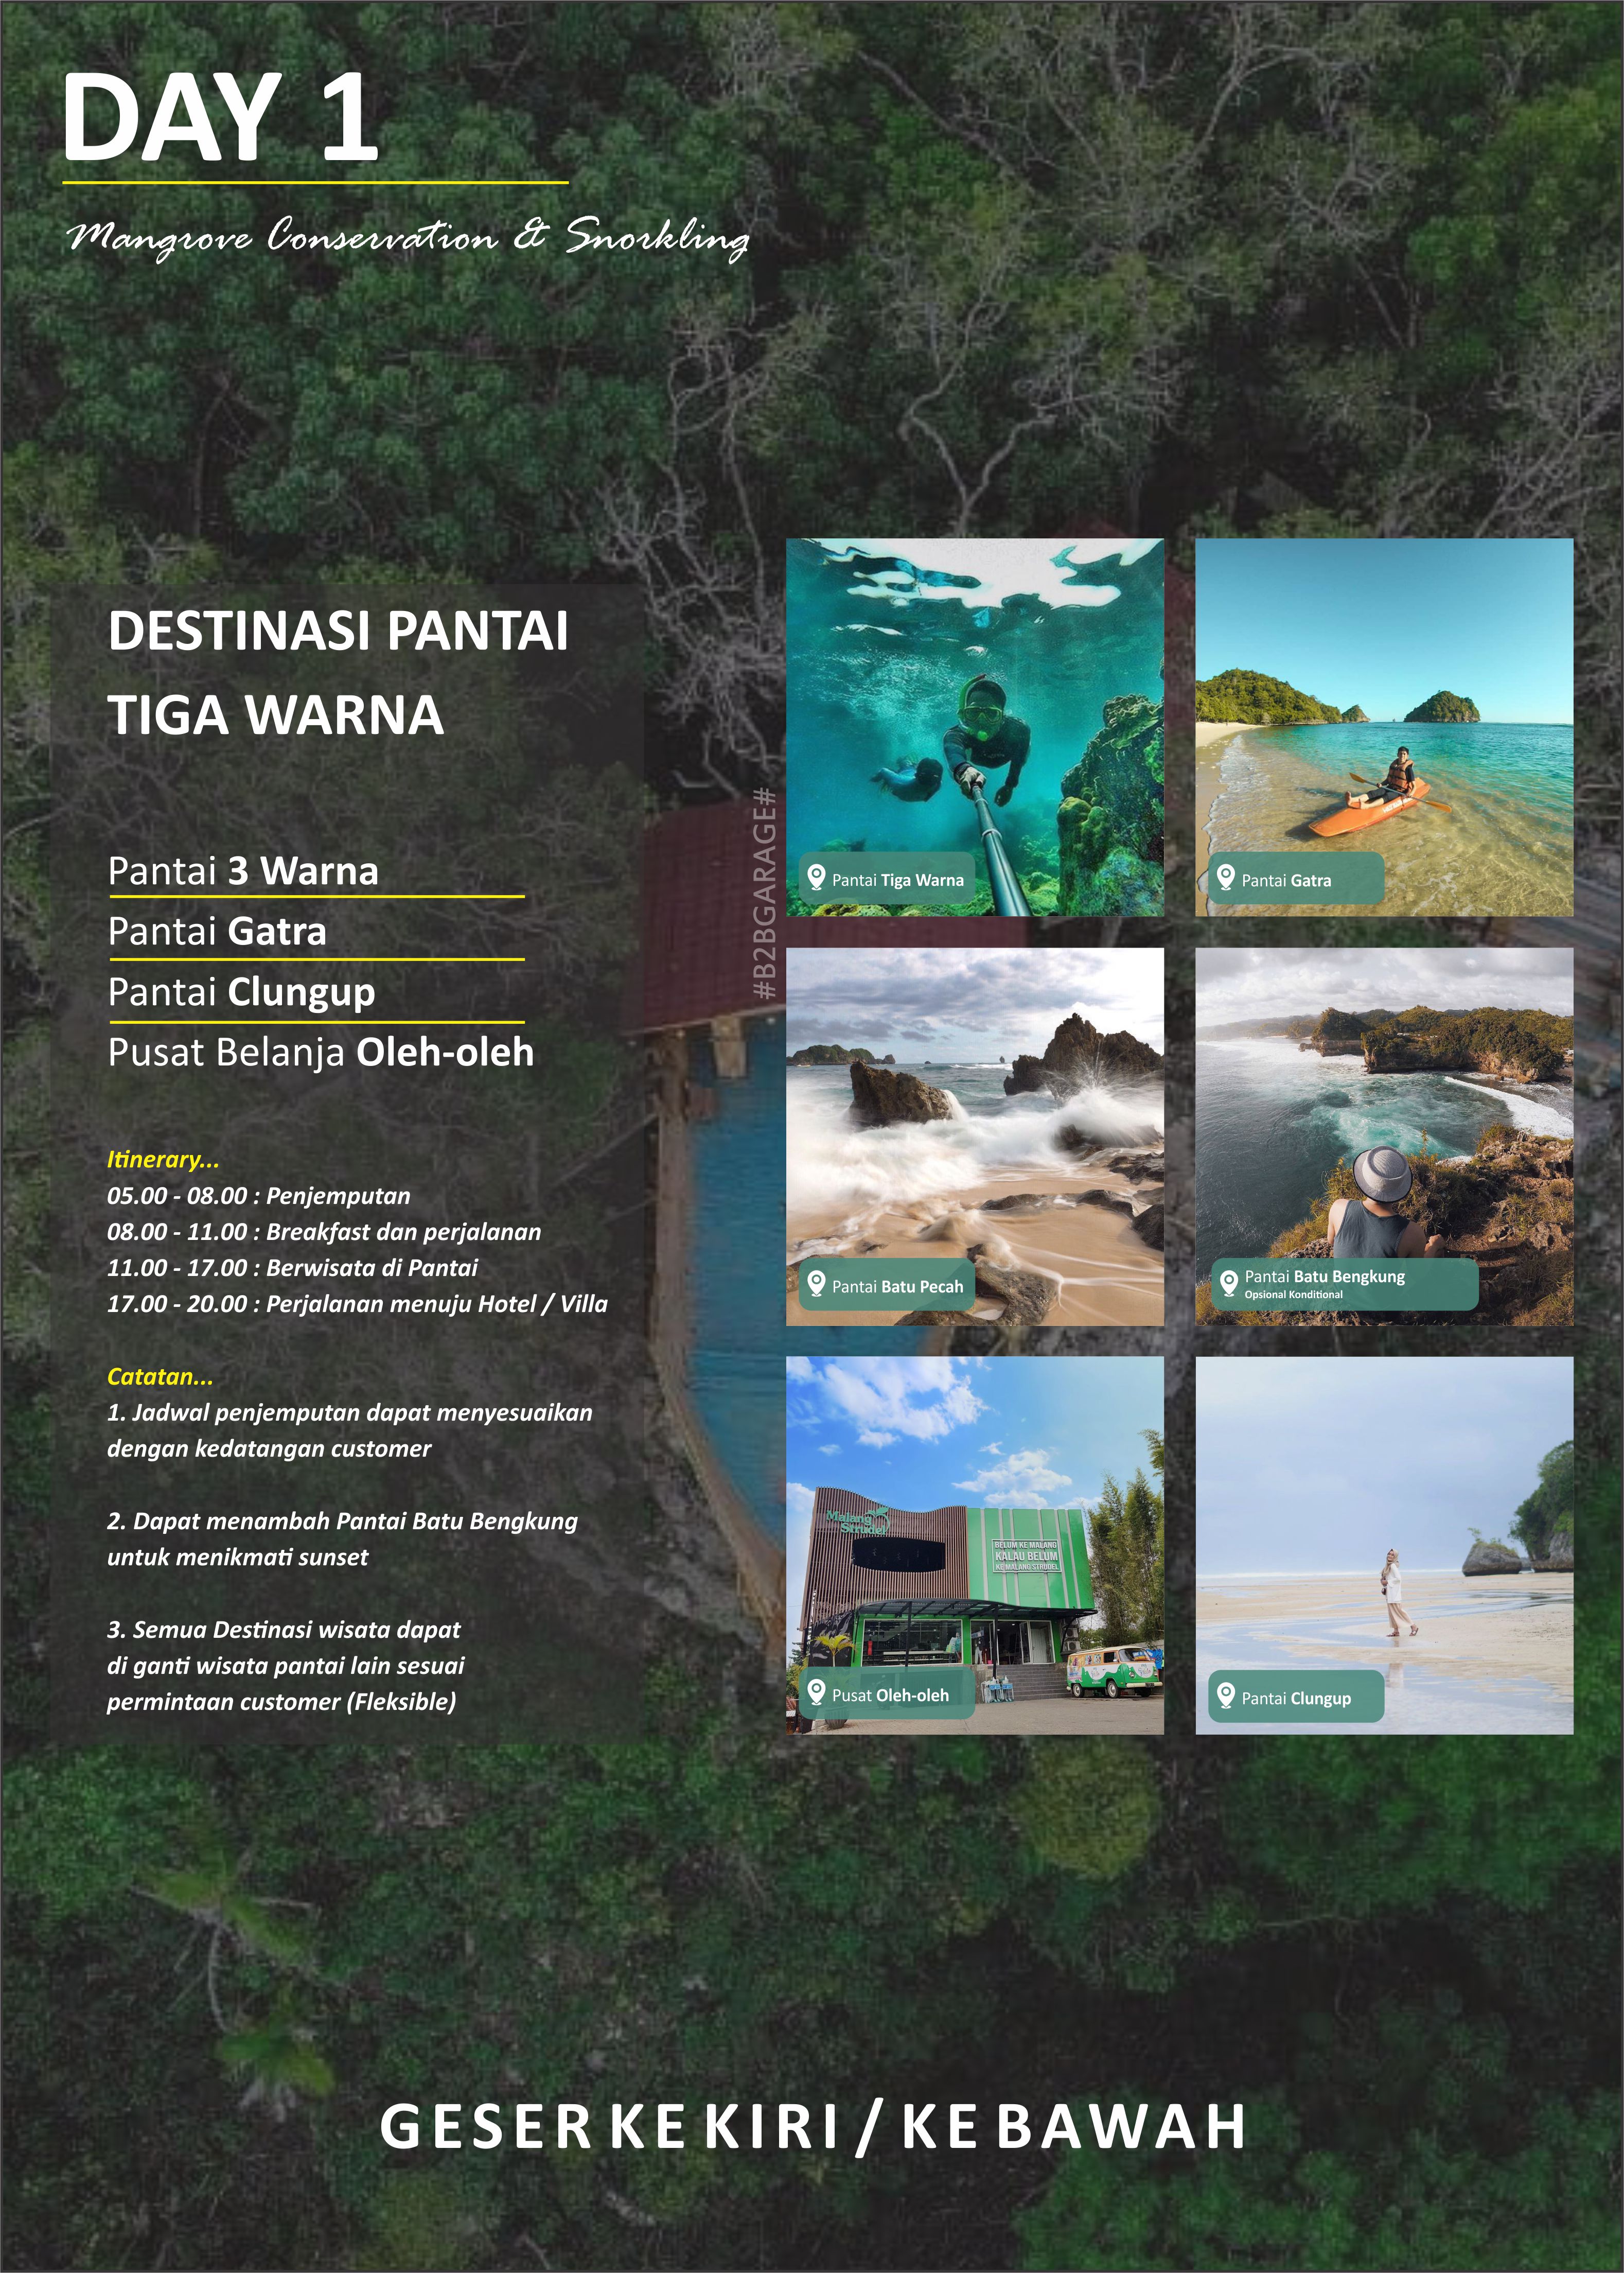 DAY 1
Mangrove Conservation & Snorkling
DESTINASI PANTAI
TIGA WARNA
Pantai 3 Warna
Pantai Gatra
Pantai Clungup
Pusat Belanja Oleh-oleh
Itinerary...
05.00 - 08.00 : Penjemputan
08.00 - 11.00 : Breakfast dan perjalanan
11.00 - 17.00 : Berwisata di Pantai
17.00 - 20.00 : Perjalanan menuju Hotel / Villa
Catatan...
1. Jadwal penjemputan dapat menyesuaikan
dengan kedatangan customer
2. Dapat menambah Pantai Batu Bengkung
untuk menikmati sunset
3. Semua Destinasi wisata dapat
di ganti wisata pantai lain sesuai
permintaan customer (Fleksible)
#B2BGARAGE#
Pantai Tiga Warna
Pantai Gatra
Pantai Batu Pecah
Pantai Batu Bengkung
Opsional Konditional
Malang
Strudel
BELUM KE MALANG
KALAU BELUM
KE MALANG STRUDEL
Pusat Oleh-oleh
Pantai Clungup
GESER KE KIRI / KE BAWAH